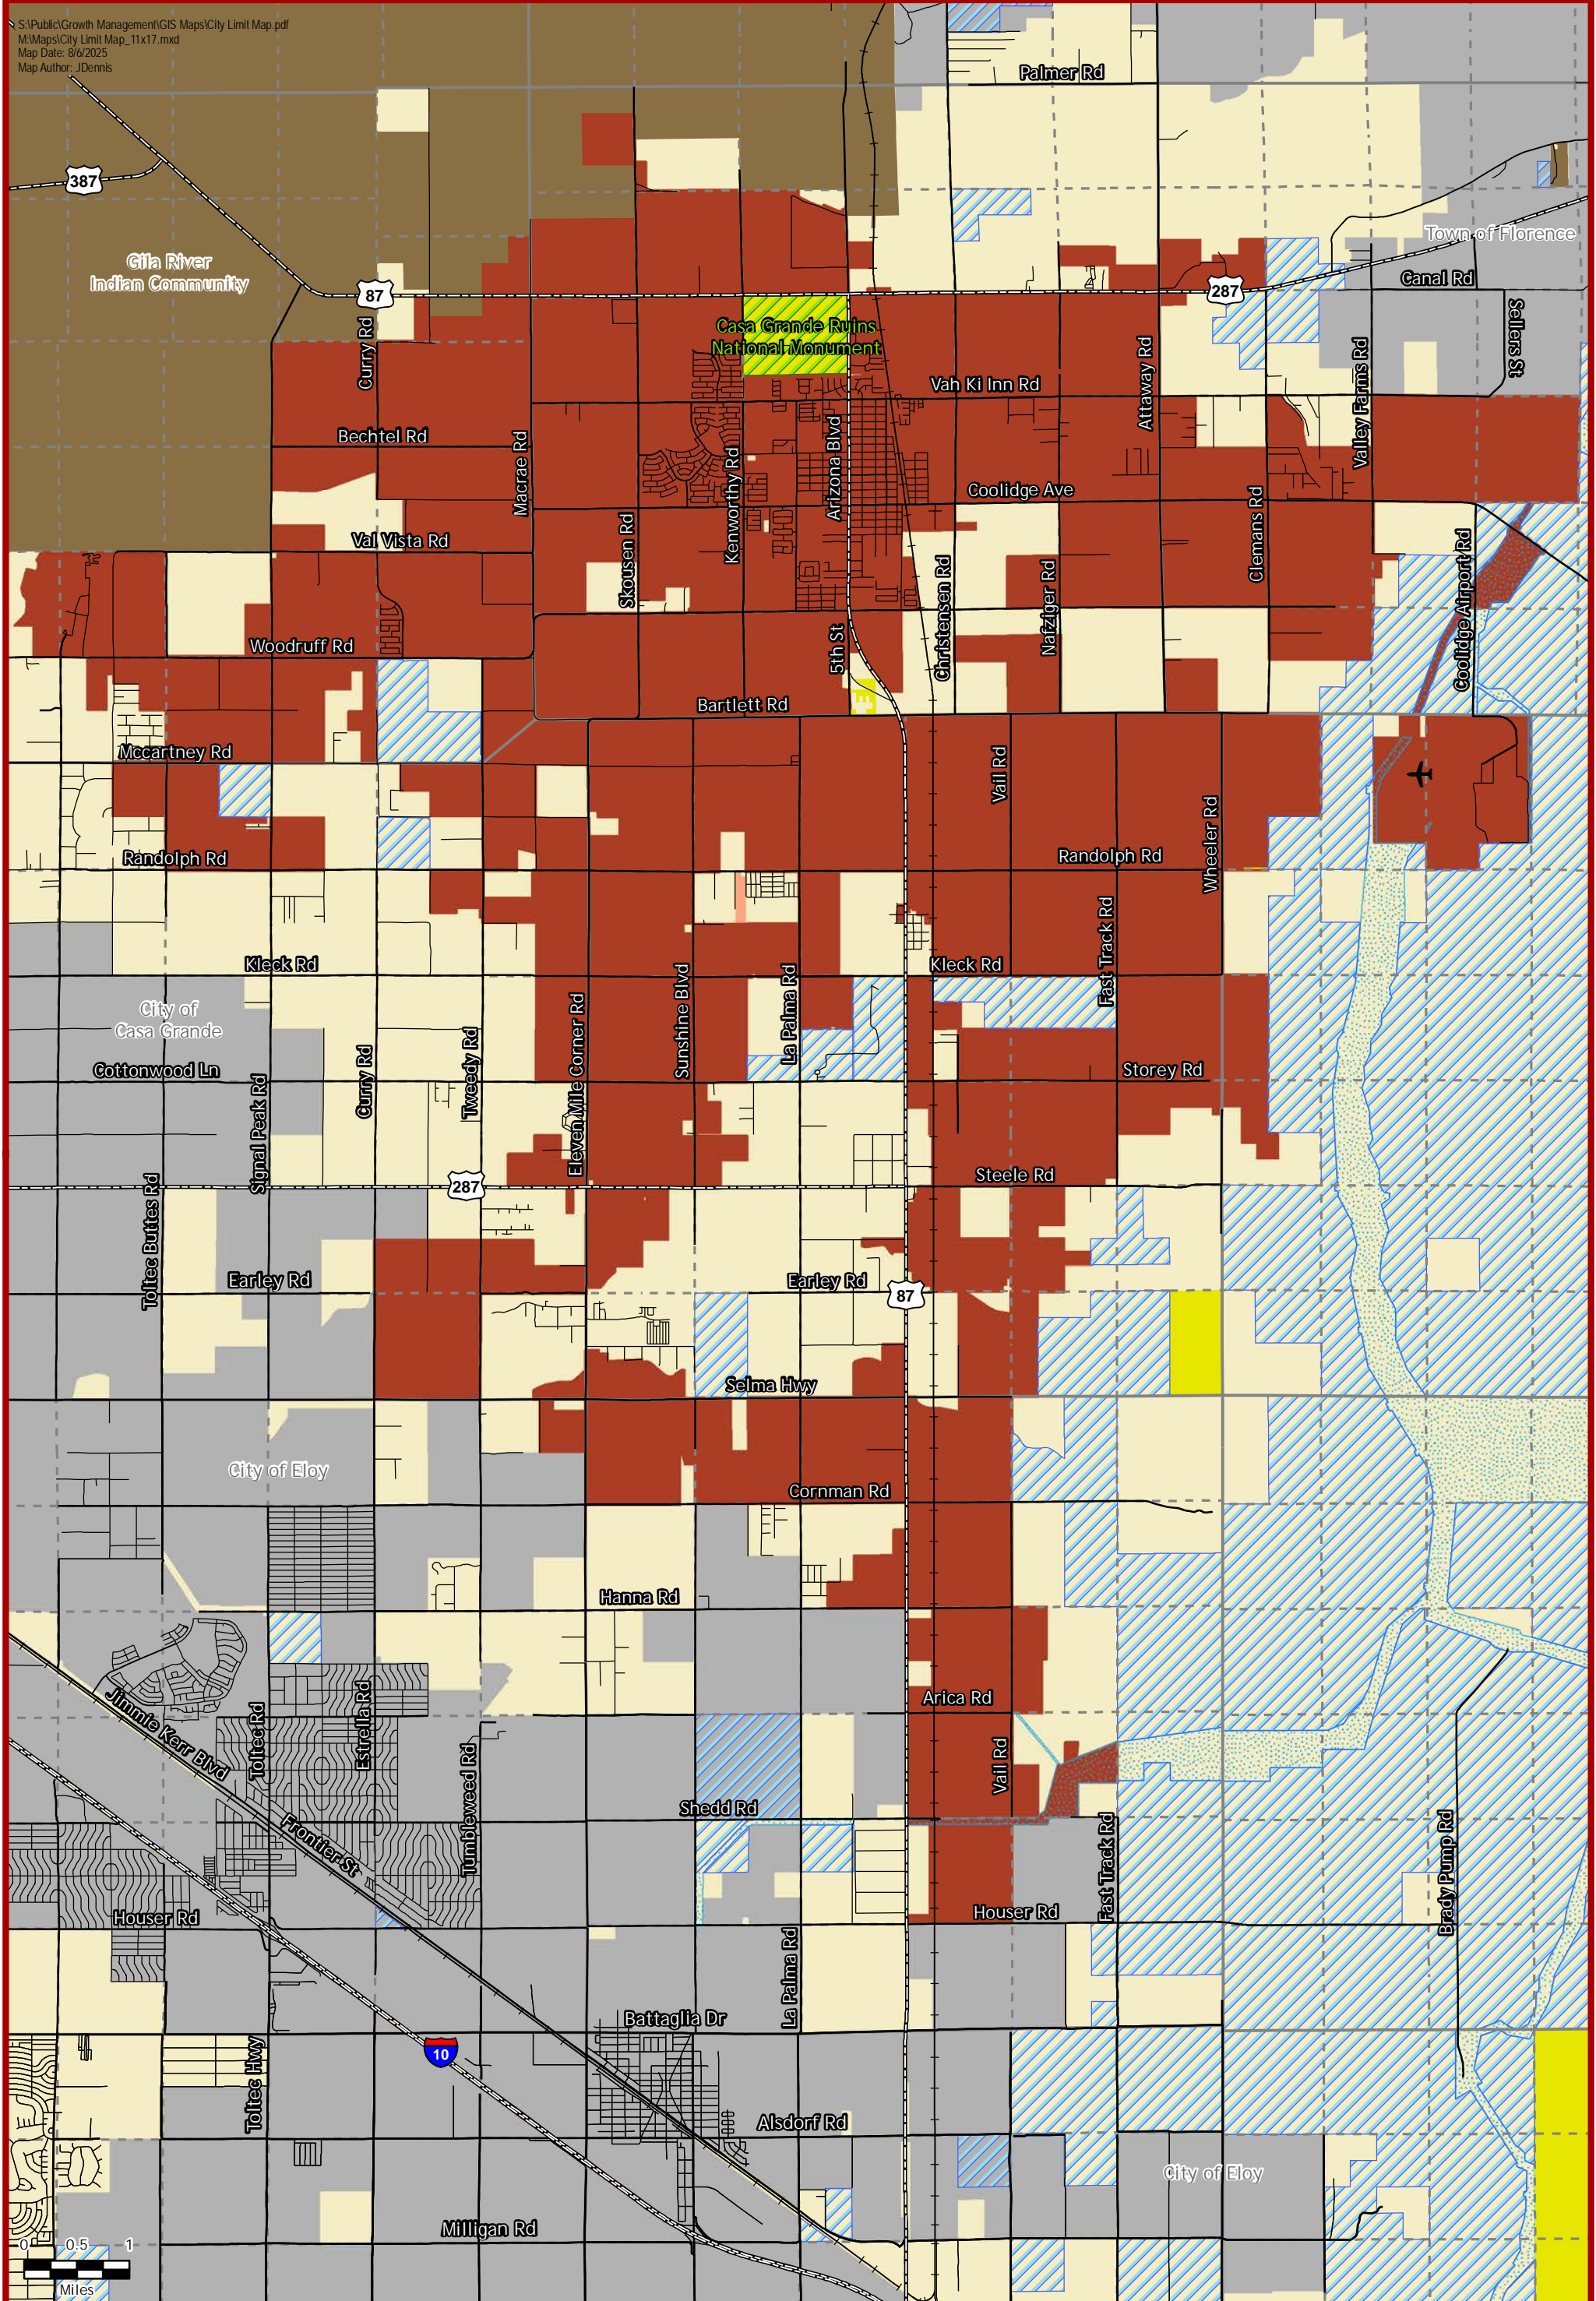 S:\Public\Growth Management\GIS Maps\City Limit Map.pdf
M:\Maps\City Limit Map_11x17.mxd
Map Date: 8/6/2025
Map Author: JDennis
Palmer Rd
387
Gila River
Indian Community
Town of Florence
87
287
Canal Rd
Sellers St
Casa Grande Ruins
National Monument
Curry Rd
Attaway Rd
Valley Farms Rd
Vah Ki Inn Rd
Bechtel Rd
Macrae Rd
Kenworthy Rd
Arizona Blvd
Coolidge Ave
Clemans Rd
Val Vista Rd
Skousen Rd
Christensen Rd
Nafziger Rd
Coolidge Airport Rd
Woodruff Rd
5th St
Bartlett Rd
Mccartney Rd
Vail Rd
Wheeler Rd
Randolph Rd
Randolph Rd
Fast Track Rd
Kleck Rd
Kleck Rd
City of
Casa Grande
Sunshine Blvd
La Palma Rd
Eleven Mile Corner Rd
Cottonwood Ln
Curry Rd
Tweedy Rd
Storey Rd
Signal Peak Rd
Steele Rd
287
Toltec Buttes Rd
Earley Rd
Earley Rd
87
Selma Hwy
City of Eloy
Cornman Rd
Hanna Rd
Arica Rd
Jimmie Kerr Blvd
Toltec Rd
Estrella Rd
Tumbleweed Rd
Vail Rd
Shedd Rd
Frontier St
Fast Track Rd
Brady Pump Rd
Houser Rd
Houser Rd
La Palma Rd
Battaglia Dr
10
Toltec Hwy
Alsdorf Rd
City of Eloy
Milligan Rd
0 0.5 1
Miles